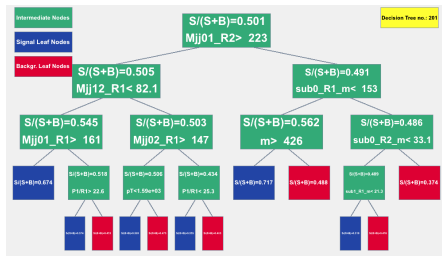 Intermediate Nodes
Signal Leaf Nodes
Backgr. Leaf Nodes
Decision Tree no.: 201
S/(S+B)=0.501
Mjj01_R2> 223
S/(S+B)=0.505
Mjj12_R1< 82.1
S/(S+B)=0.491
sub0_R1_m< 153
S/(S+B)=0.545
Mjj01_R1> 161
S/(S+B)=0.503
Mjj02_R1> 147
S/(S+B)=0.562
m> 426
S/(S+B)=0.486
sub0_R2_m< 33.1
S/(S+B)=0.674
S/(S+B)=0.518
P1/R1> 22.6
S/(S+B)=0.506
pT<1.59e+03
S/(S+B)=0.434
P1/R1< 25.3
S/(S+B)=0.717
S/(S+B)=0.488
S/(S+B)=0.489
sub1_R1_m< 27.3
S/(S+B)=0.374